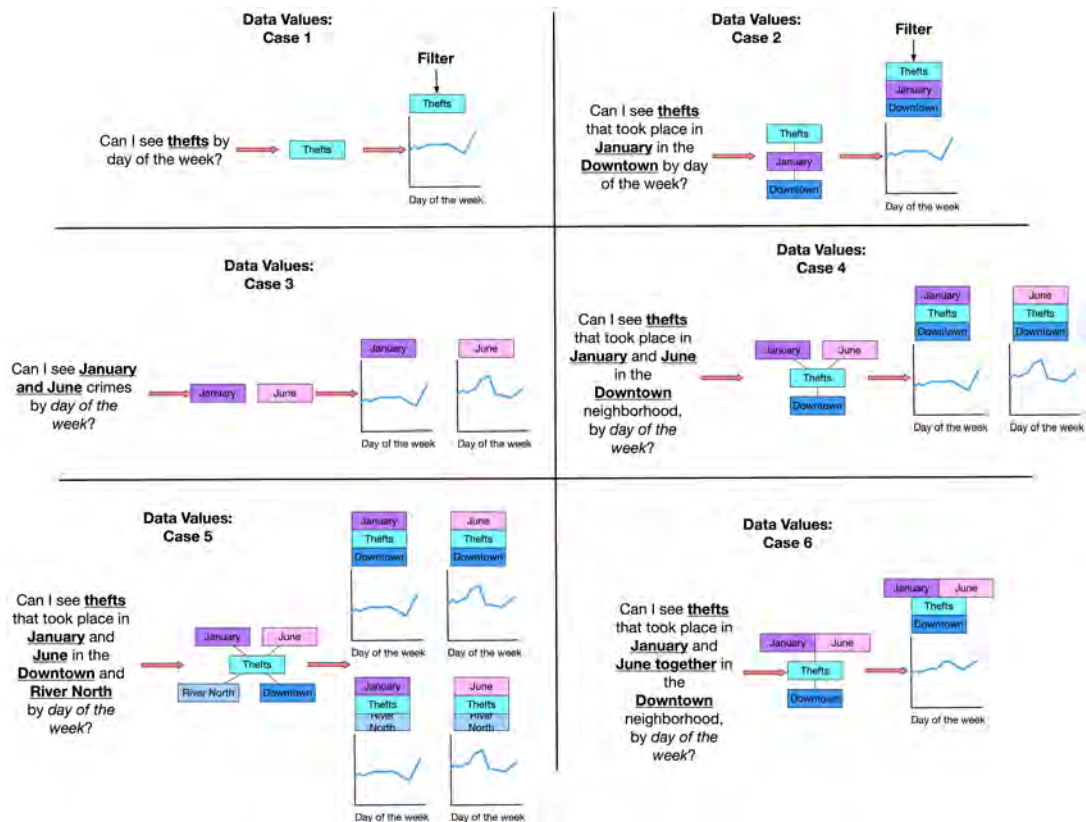 Data Values:
Case 1
Filter
Thefts
Can I see thefts by
day of the week?
Thefts
Day of the week
Data Values:
Case 2
Filter
Thefts
January
Downtown
Can I see thefts
that took place in
January in the
Downtown by day
of the week?
Thefts
January
Downtown
Day of the week
Data Values:
Case 3
Can I see January
and June crimes
by day of the
week?
January
June
January
June
Day of the week
Day of the week
Data Values:
Case 4
Can I see thefts
that took place in
January and June
in the
Downtown
neighborhood,
by day of the
week?
January
June
Thefts
Downtown
January
Thefts
Downtown
June
Thefts
Downtown
Day of the week
Day of the week
Data Values:
Case 5
Can I see thefts
that took place in
January and
June in the
Downtown and
River North
by day of the
week?
January
June
Thefts
River North
Downtown
January
Thefts
Downtown
June
Thefts
Downtown
Day of the week
Day of the week
January
Thefts
River
North
June
Thefts
River
North
Day of the week
Day of the week
Data Values:
Case 6
Can I see thefts
that took place in
January and
June together in
the
Downtown
neighborhood,
by day of the
week?
January
June
Thefts
Downtown
January
June
Thefts
Downtown
Day of the week